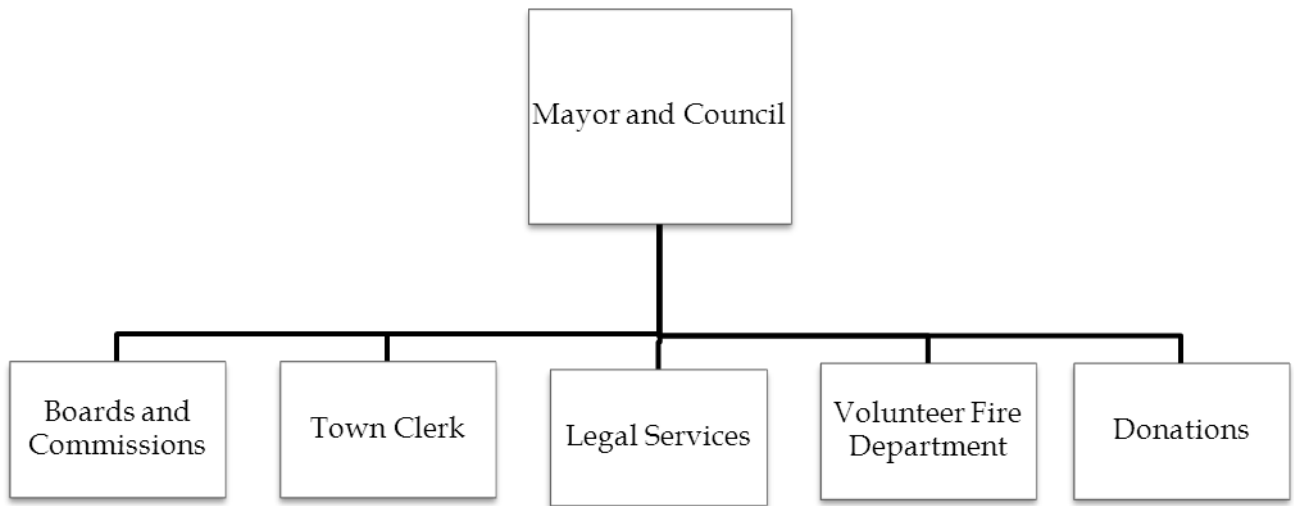 Mayor and Council
Boards and
Commissions
Town Clerk
Legal Services
Volunteer Fire
Department
Donations